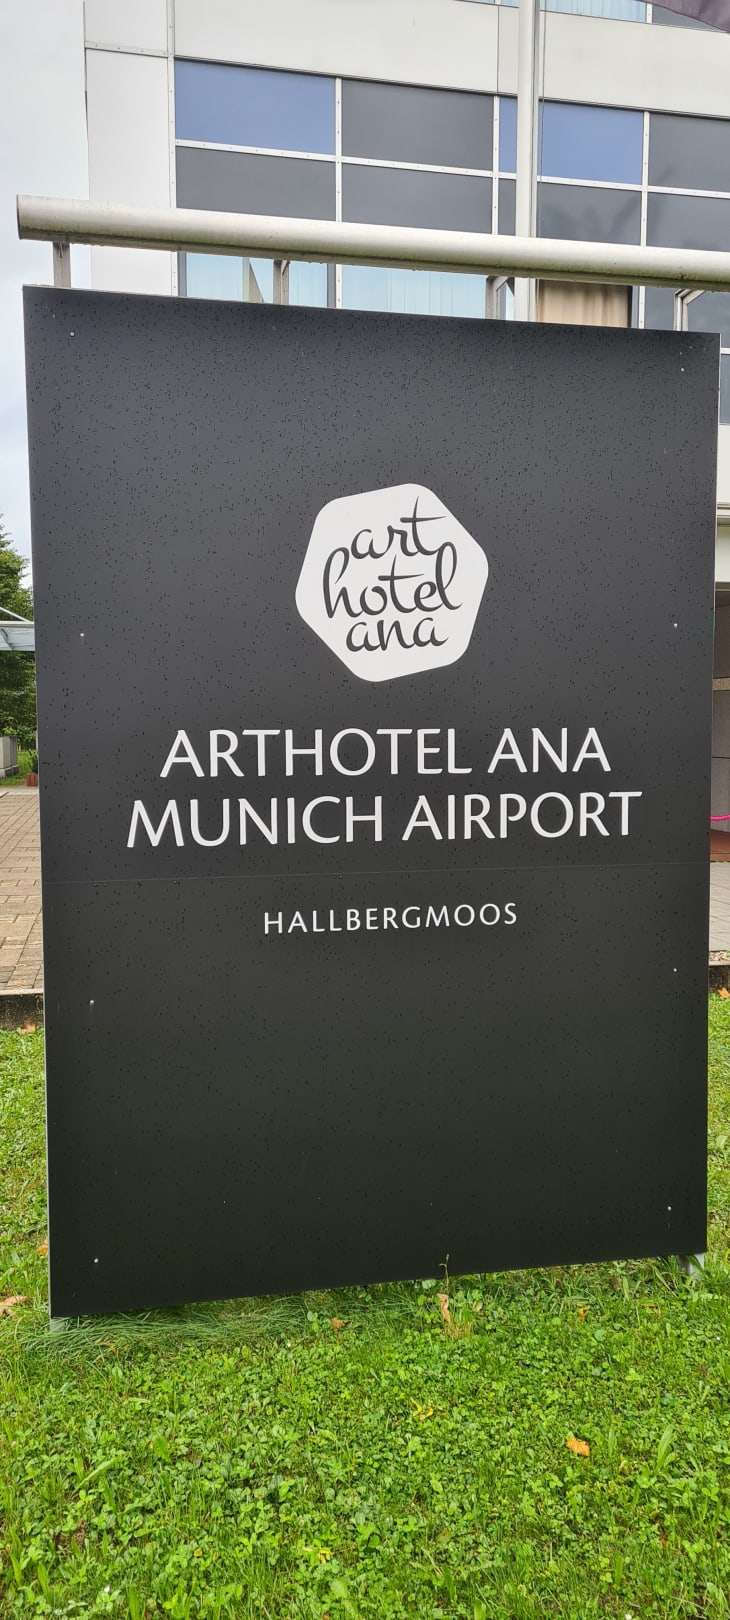 art
hotel
ana
ARTHOTEL ANA
MUNICH AIRPORT
HALLBERGMOOS